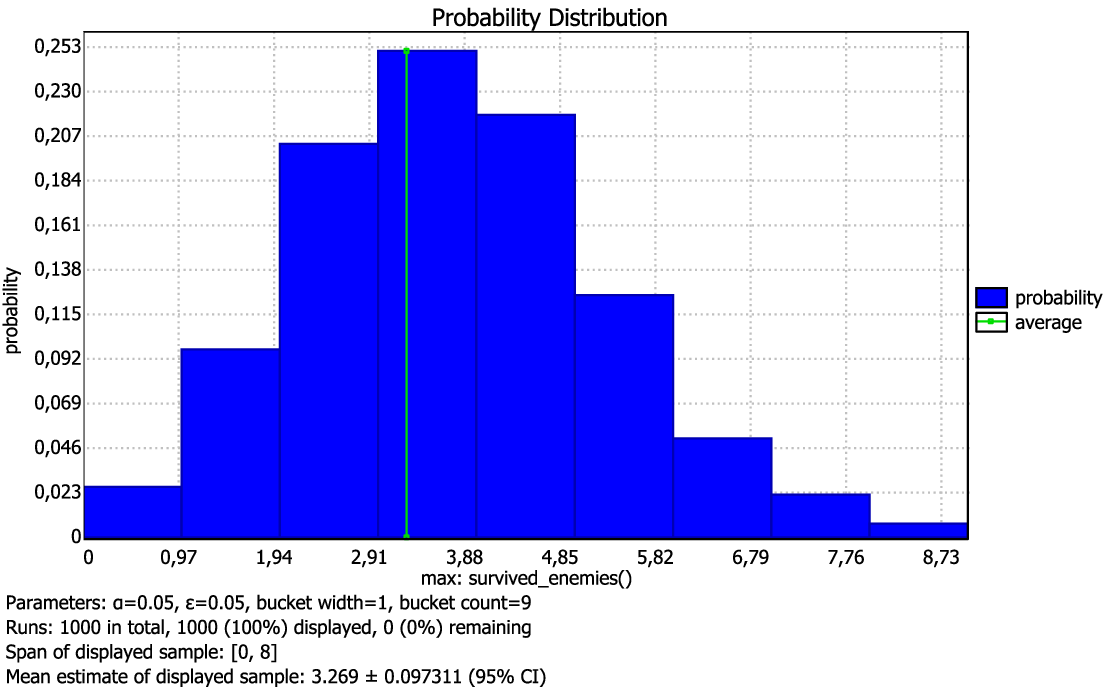 Probability Distribution
0,253
0,230
0,207
0,184
0,161
0,138
0,115
0,092
0,069
0,046
0,023
0
probability
0 0,97 1,94 2,91 3,88 4,85 5,82 6,79 7,76 8,73
max: survived_enemies()
probability
average
Parameters: α=0.05, ε=0.05, bucket width=1, bucket count=9
Runs: 1000 in total, 1000 (100%) displayed, 0 (0%) remaining
Span of displayed sample: [0, 8]
Mean estimate of displayed sample: 3.269 ± 0.097311 (95% CI)